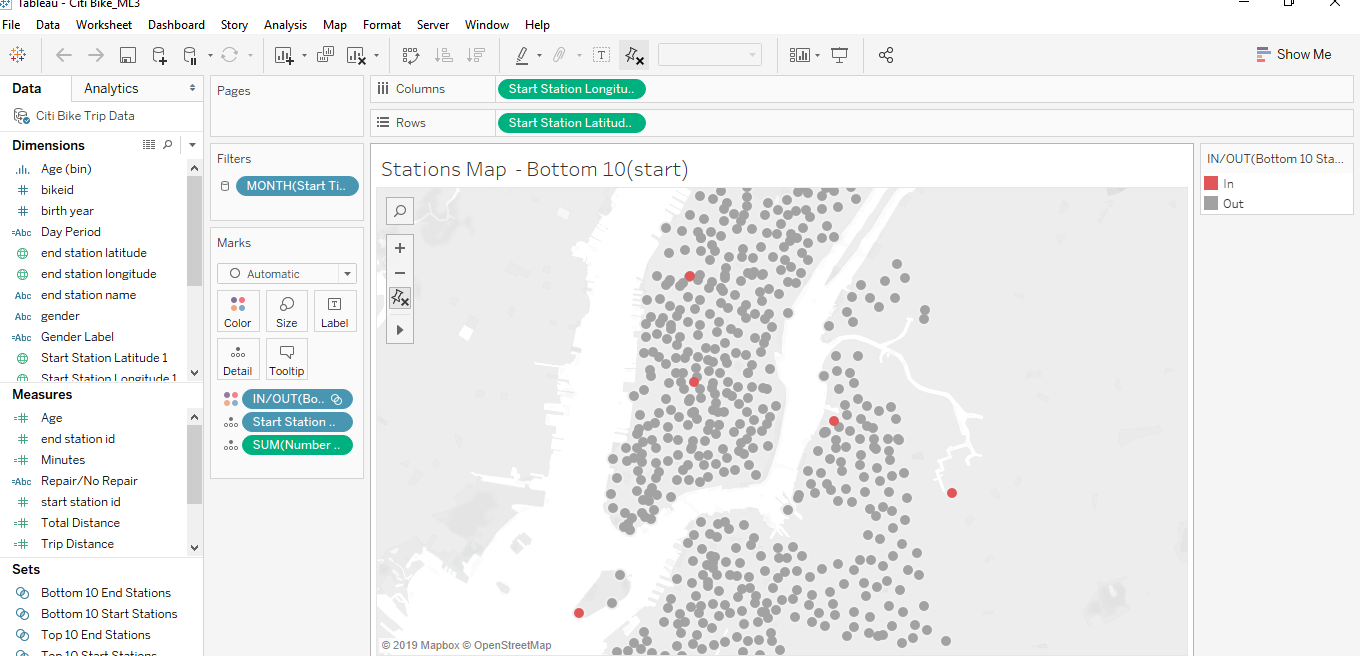 Tableau - Citi Bike_ML3
File Data Worksheet Dashboard Story Analysis Map Format Server Window Help
Show Me
Data Analytics
Citi Bike Trip Data
Dimensions
Age (bin)
# bikeid
# birth year
=Abc Day Period
end station latitude
end station longitude
Abc end station name
Abc gender
=Abc Gender Label
Start Station Latitude 1
Start Station Longitude 1
Measures
=# Age
=# end station id
=# Minutes
=Abc Repair/No Repair
# start station id
=# Total Distance
=# Trip Distance
Sets
Bottom 10 End Stations
Bottom 10 Start Stations
Top 10 End Stations
Top 10 Start Stations
Pages
Filters
MONTH(Start Ti..
Marks
Automatic
Color Size Label
Detail Tooltip
IN/OUT(Bo..
Start Station ..
SUM(Number ..
Columns Start Station Longitu..
Rows Start Station Latitud..
Stations Map - Bottom 10(start)
© 2019 Mapbox © OpenStreetMap
IN/OUT(Bottom 10 Sta...
In
Out